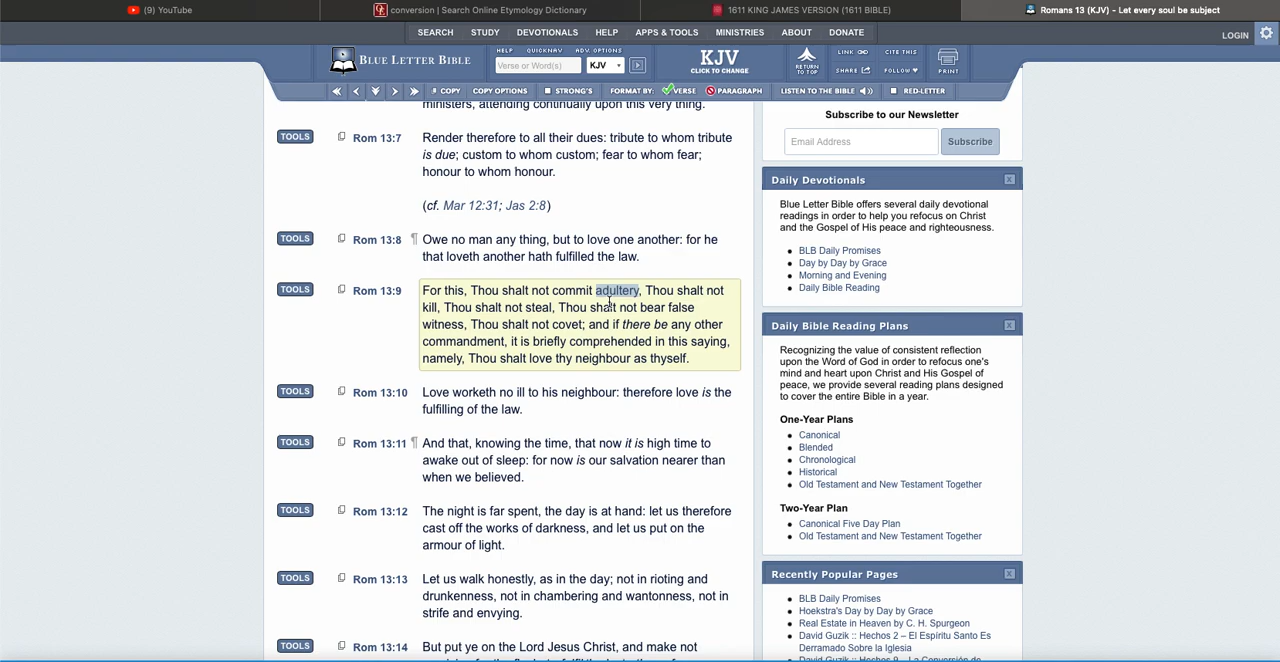 (9) YouTube
conversion | Search Online Etymology Dictionary
1611 KING JAMES VERSION (1611 BIBLE)
Romans 13 (KJV) - Let every soul be subject
SEARCH STUDY DEVOTIONALS HELP APPS & TOOLS MINISTRIES ABOUT DONATE
LOGIN
BLUE LETTER BIBLE
HELP QUICKNAV ADV. OPTIONS
Verse or Word(s) KJV
KJV
CLICK TO CHANGE
RETURN
TO TOP
LINK CITE THIS
SHARE FOLLOW
PRINT
COPY COPY OPTIONS STRONG'S FORMAT BY: VERSE PARAGRAPH LISTEN TO THE BIBLE RED-LETTER
ministers, attending continually upon this very thing.
TOOLS Rom 13:7 Render therefore to all their dues: tribute to whom tribute
is due; custom to whom custom; fear to whom fear;
honour to whom honour.
(cf. Mar 12:31; Jas 2:8)
TOOLS Rom 13:8 ¶ Owe no man any thing, but to love one another: for he
that loveth another hath fulfilled the law.
TOOLS Rom 13:9 For this, Thou shalt not commit adultery, Thou shalt not
kill, Thou shalt not steal, Thou shalt not bear false
witness, Thou shalt not covet; and if there be any other
commandment, it is briefly comprehended in this saying,
namely, Thou shalt love thy neighbour as thyself.
TOOLS Rom 13:10 Love worketh no ill to his neighbour: therefore love is the
fulfilling of the law.
TOOLS Rom 13:11 ¶ And that, knowing the time, that now it is high time to
awake out of sleep: for now is our salvation nearer than
when we believed.
TOOLS Rom 13:12 The night is far spent, the day is at hand: let us therefore
cast off the works of darkness, and let us put on the
armour of light.
TOOLS Rom 13:13 Let us walk honestly, as in the day; not in rioting and
drunkenness, not in chambering and wantonness, not in
strife and envying.
TOOLS Rom 13:14 But put ye on the Lord Jesus Christ, and make not
Subscribe to our Newsletter
Email Address Subscribe
Daily Devotionals X
Blue Letter Bible offers several daily devotional
readings in order to help you refocus on Christ
and the Gospel of His peace and righteousness.
BLB Daily Promises
Day by Day by Grace
Morning and Evening
Daily Bible Reading
Daily Bible Reading Plans X
Recognizing the value of consistent reflection
upon the Word of God in order to refocus one's
mind and heart upon Christ and His Gospel of
peace, we provide several reading plans designed
to cover the entire Bible in a year.
One-Year Plans
Canonical
Blended
Chronological
Historical
Old Testament and New Testament Together
Two-Year Plan
Canonical Five Day Plan
Old Testament and New Testament Together
Recently Popular Pages X
BLB Daily Promises
Hoekstra's Day by Day by Grace
Real Estate in Heaven by C. H. Spurgeon
David Guzik :: Hechos 2 – El Espíritu Santo Es
Derramado Sobre la Iglesia
David Guzik :: Hechos 9 – La Conversión de